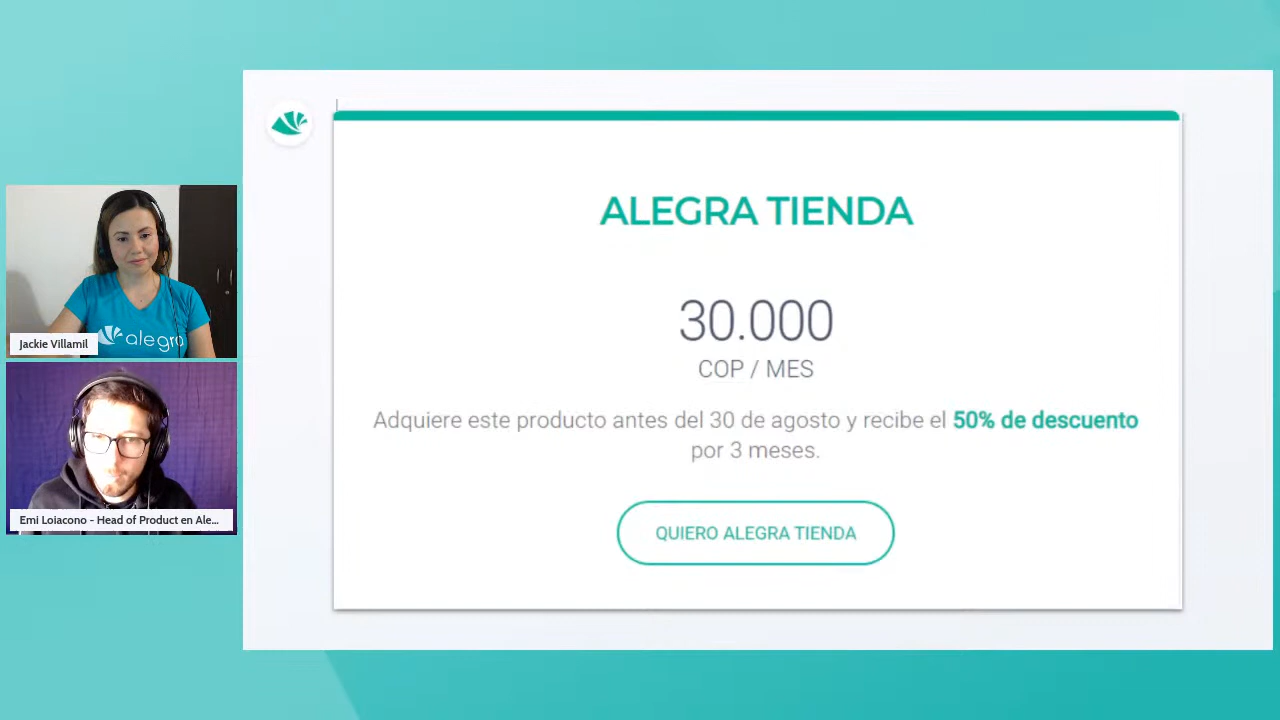 ALEGRA TIENDA
30.000
COP / MES
Adquiere este producto antes del 30 de agosto y recibe el 50% de descuento
por 3 meses.
QUIERO ALEGRA TIENDA
alegra
Jackie Villamil
Emi Loiacono - Head of Product en Ale...